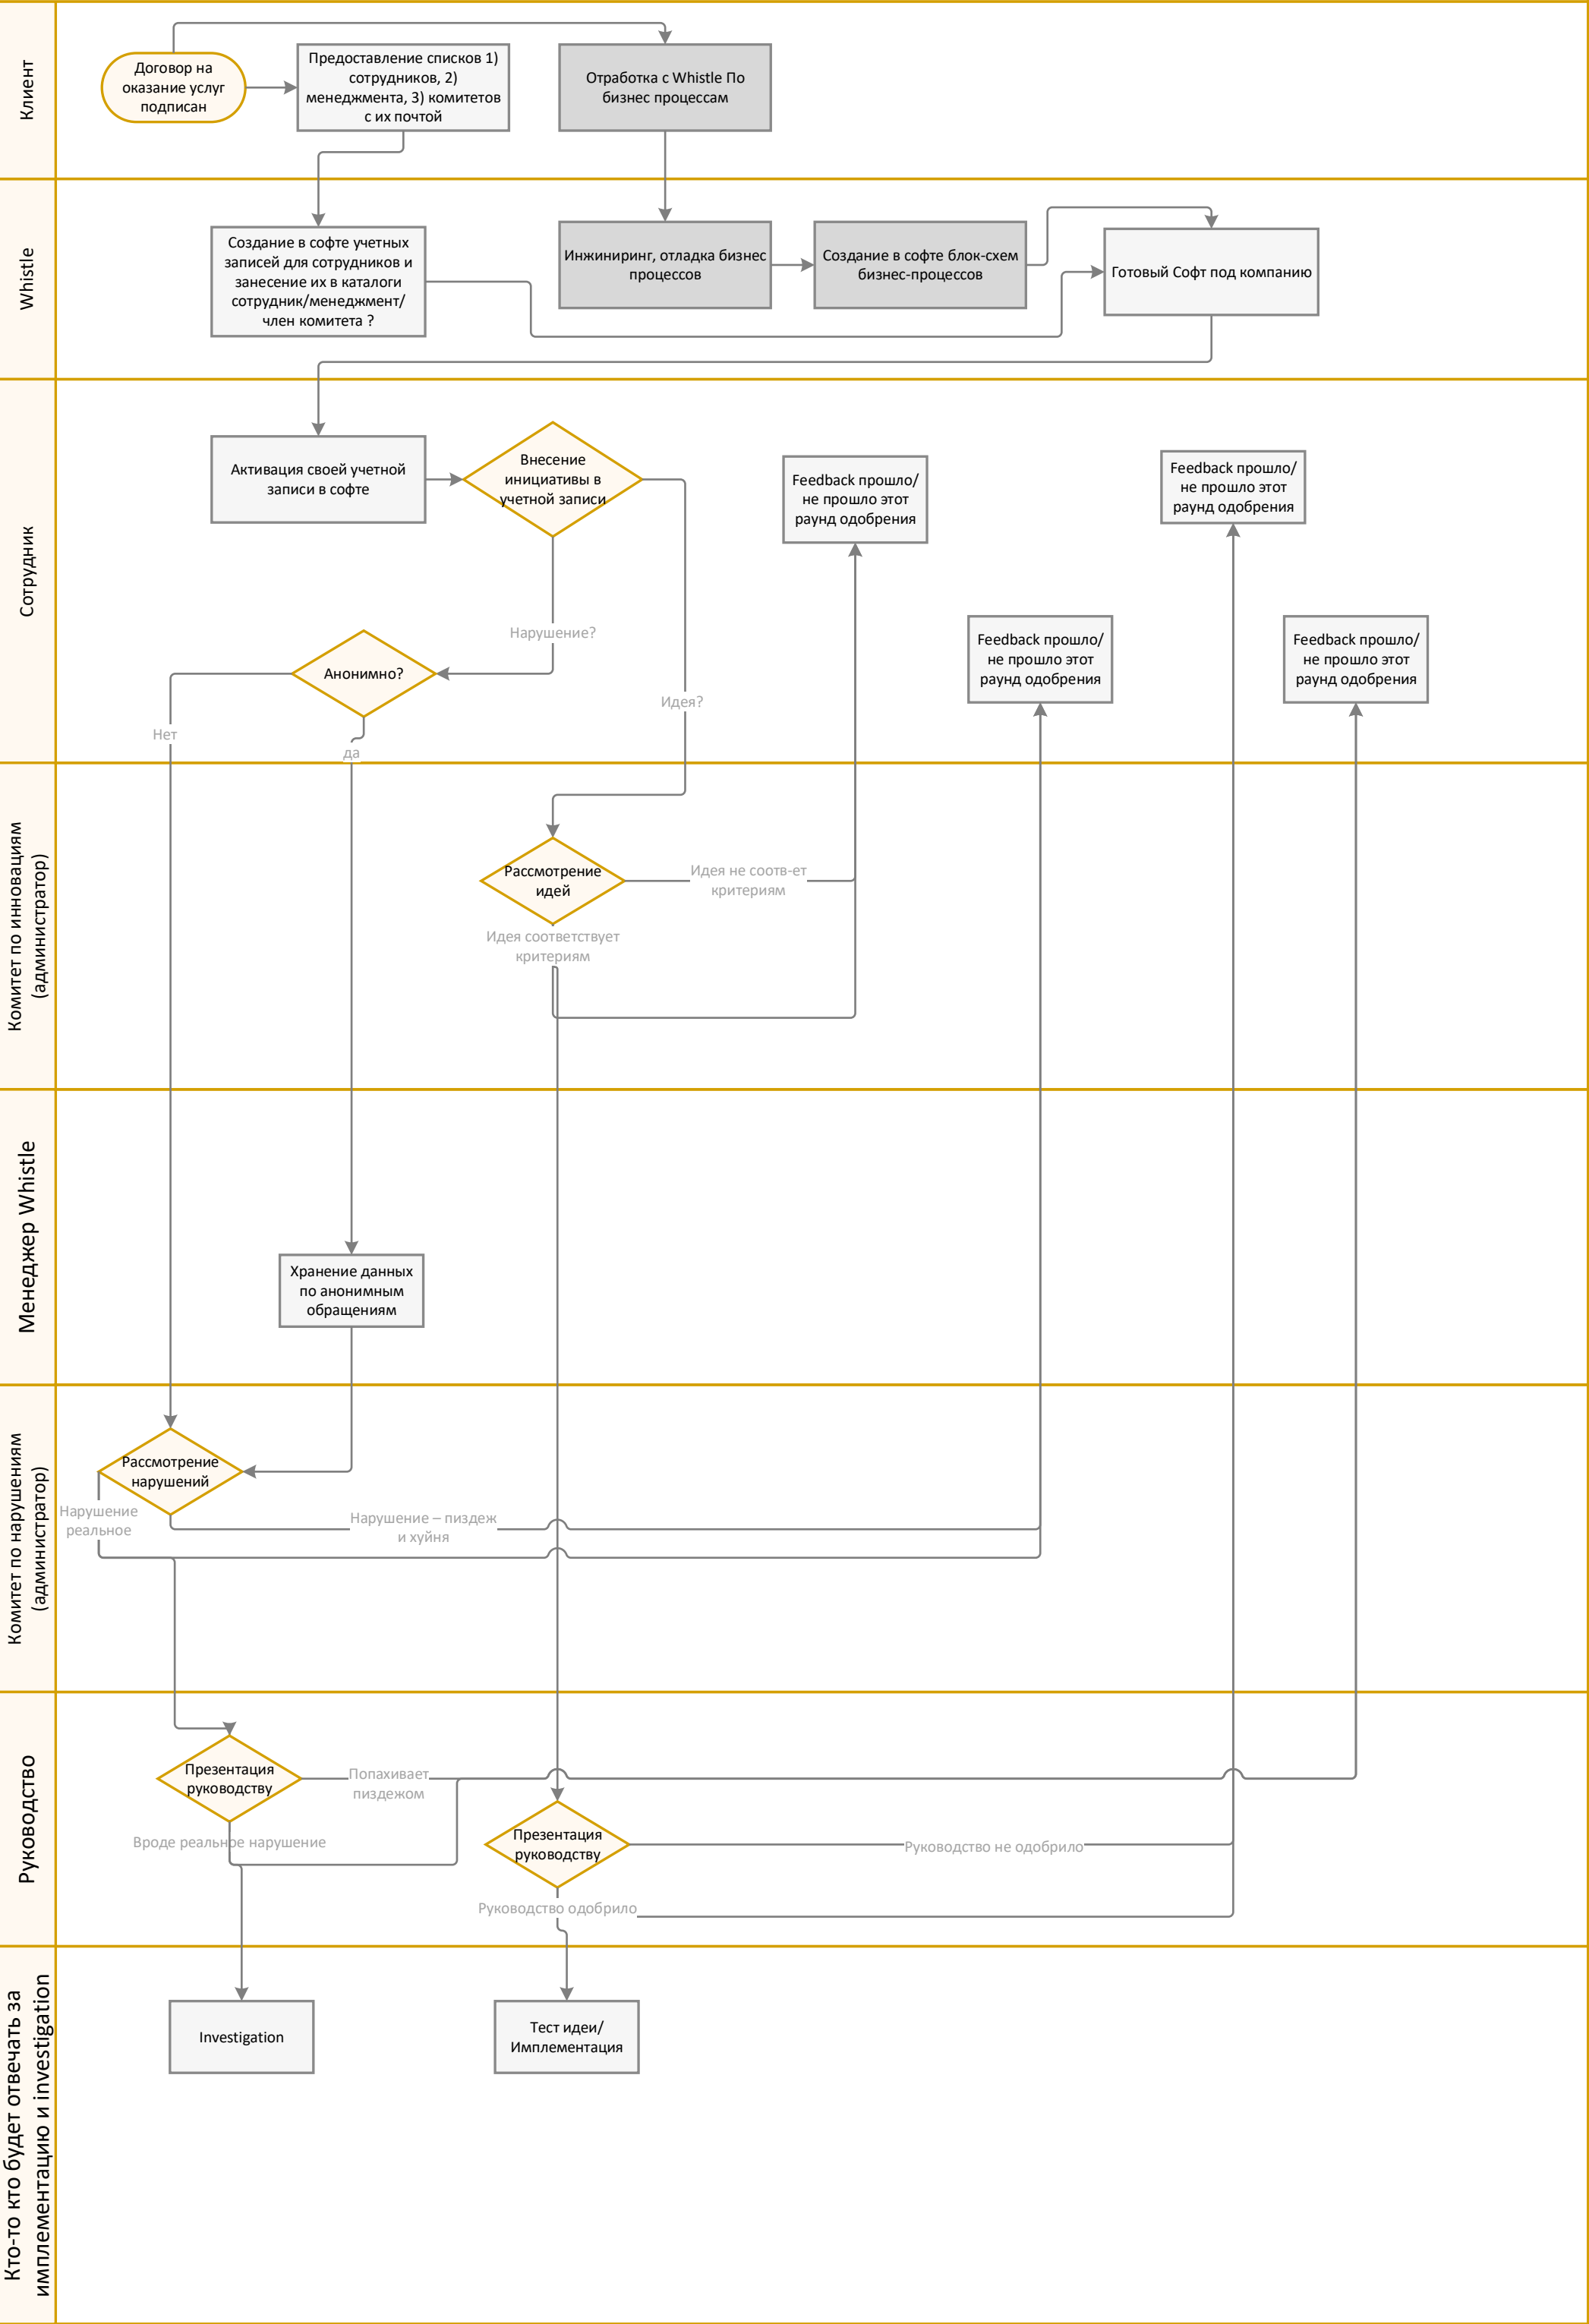 Клиент
Договор на
оказание услуг
подписан
Предоставление списков 1)
сотрудников, 2)
менеджмента, 3) комитетов
с их почтой
Отработка с Whistle По
бизнес процессам
Whistle
Создание в софте учетных
записей для сотрудников и
занесение их в каталоги
сотрудник/менеджмент/
член комитета ?
Инжиниринг, отладка бизнес
процессов
Создание в софте блок-схем
бизнес-процессов
Готовый Софт под компанию
Сотрудник
Активация своей учетной
записи в софте
Внесение
инициативы в
учетной записи
Feedback прошло/
не прошло этот
раунд одобрения
Feedback прошло/
не прошло этот
раунд одобрения
Нарушение?
Анонимно?
Идея?
Feedback прошло/
не прошло этот
раунд одобрения
Feedback прошло/
не прошло этот
раунд одобрения
Нет
да
Комитет по инновациям
(администратор)
Рассмотрение
идей
Идея не соотв-ет
критериям
Идея соответствует
критериям
Менеджер Whistle
Хранение данных
по анонимным
обращениям
Комитет по нарушениям
(администратор)
Рассмотрение
нарушений
Нарушение
реальное
Нарушение – пиздеж
и хуйня
Руководство
Презентация
руководству
Попахивает
пиздежом
Вроде реальное нарушение
Презентация
руководству
Руководство не одобрило
Руководство одобрило
Кто-то кто будет отвечать за
имплементацию и investigation
Investigation
Тест идеи/
Имплементация